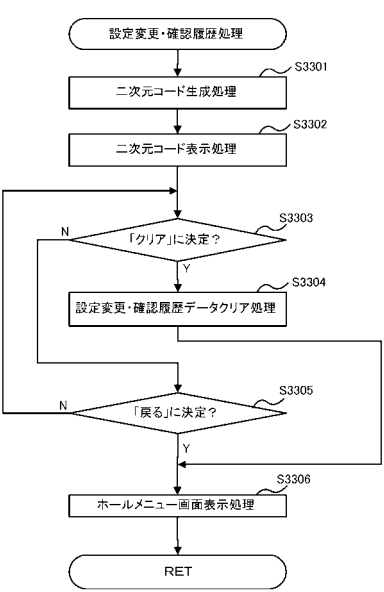 設定変更・確認履歴処理
S3301
二次元コード生成処理
S3302
二次元コード表示処理
S3303
N
「クリア」に決定?
Y
S3304
設定変更・確認履歴データクリア処理
S3305
N
「戻る」に決定?
Y
S3306
ホールメニュー画面表示処理
RET